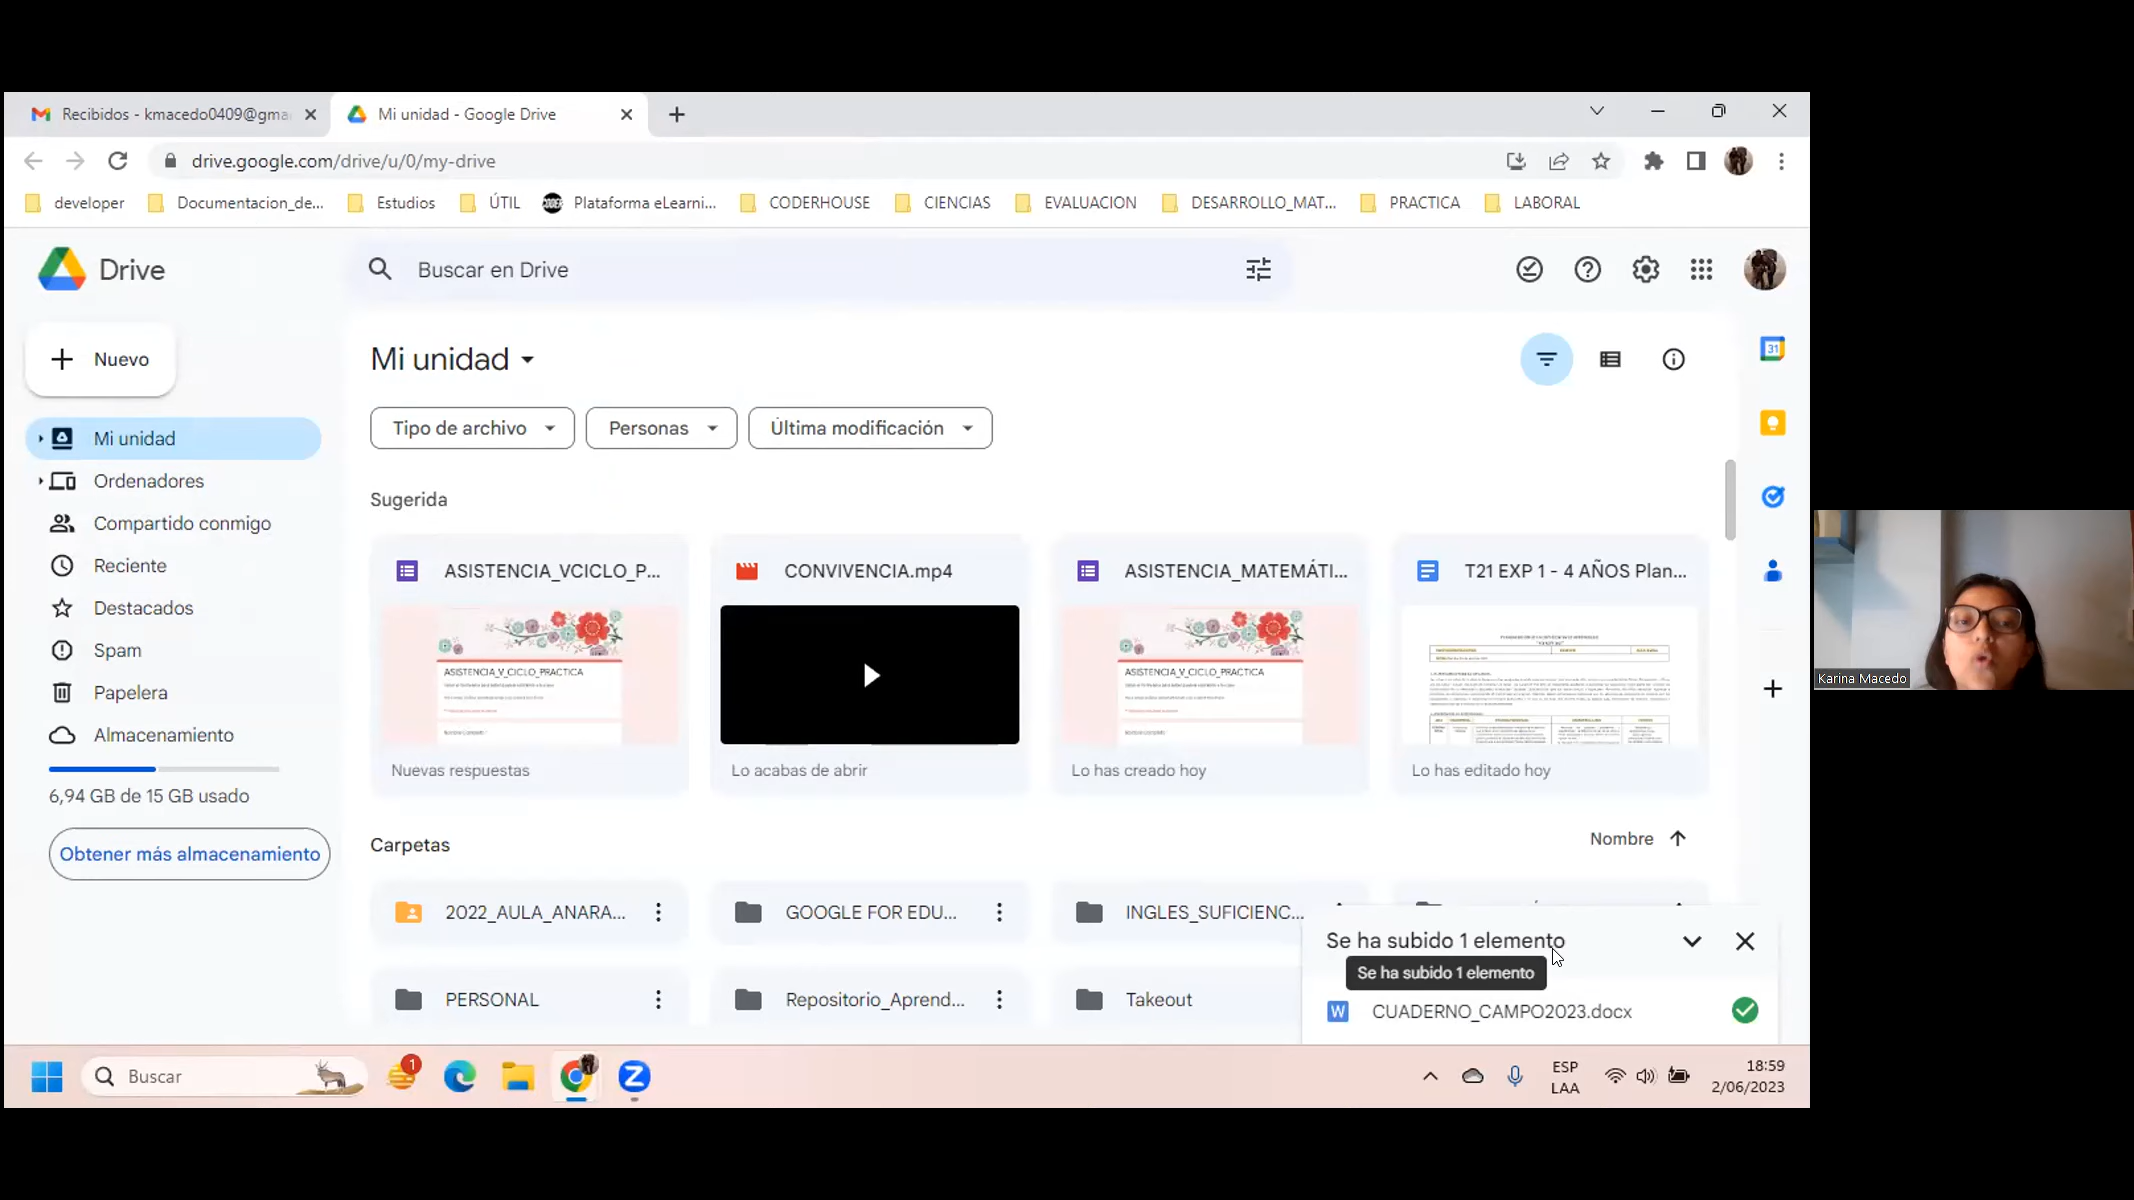 Recibidos - kmacedo0409@gma
Mi unidad - Google Drive
drive.google.com/drive/u/0/my-drive
developer
Documentacion_de...
Estudios
ÚTIL
Plataforma eLearni...
CODERHOUSE
CIENCIAS
EVALUACION
DESARROLLO_MAT...
PRACTICA
LABORAL
Drive
Buscar en Drive
Nuevo
Mi unidad
Tipo de archivo
Personas
Última modificación
Mi unidad
Ordenadores
Compartido conmigo
Reciente
Destacados
Spam
Papelera
Almacenamiento
6,94 GB de 15 GB usado
Obtener más almacenamiento
Sugerida
ASISTENCIA_VCICLO_P...
CONVIVENCIA.mp4
ASISTENCIA_MATEMÁTI...
T21 EXP 1 - 4 AÑOS Plan...
ASISTENCIA_V_CICLO_PRACTICA
ASISTENCIA_V_CICLO_PRACTICA
Nuevas respuestas
Lo acabas de abrir
Lo has creado hoy
Lo has editado hoy
Carpetas
Nombre
2022_AULA_ANARA...
GOOGLE FOR EDU...
INGLES_SUFICIENC...
PERSONAL
Repositorio_Aprend...
Takeout
Se ha subido 1 elemento
Se ha subido 1 elemento
CUADERNO_CAMPO2023.docx
Karina Macedo
Buscar
1
ESP
LAA
18:59
2/06/2023